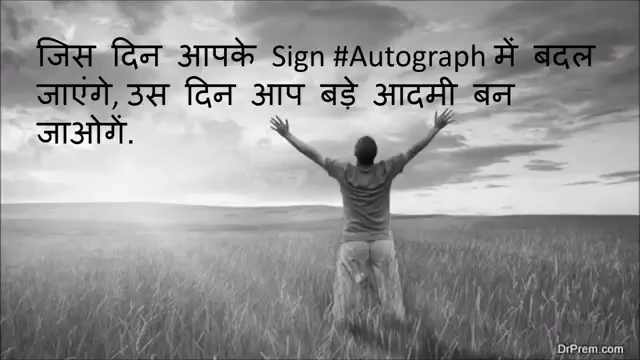 जिस दिन आपके Sign #Autograph में बदल
जाएंगे, उस दिन आप बड़े आदमी बन
जाओगें.
DrPrem.com